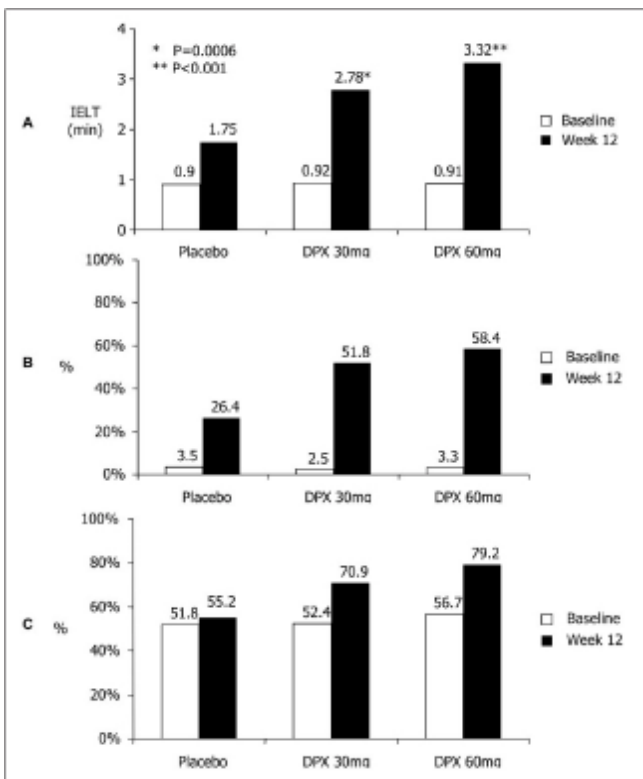 4
* P=0.0006
** P<0.001
3.32**
3
2.78*
A
IELT
(min)
Baseline
2
1.75
Week 12
1
0.9
0.92
0.91
0
Placebo
DPX 30mg
DPX 60mg
100%
80%
60%
51.8
58.4
B
%
Baseline
40%
26.4
Week 12
20%
3.5
2.5
3.3
0%
Placebo
DPX 30mg
DPX 60mg
100%
80%
70.9
79.2
60%
51.8
55.2
52.4
56.7
C
%
Baseline
40%
Week 12
20%
0%
Placebo
DPX 30mg
DPX 60mg